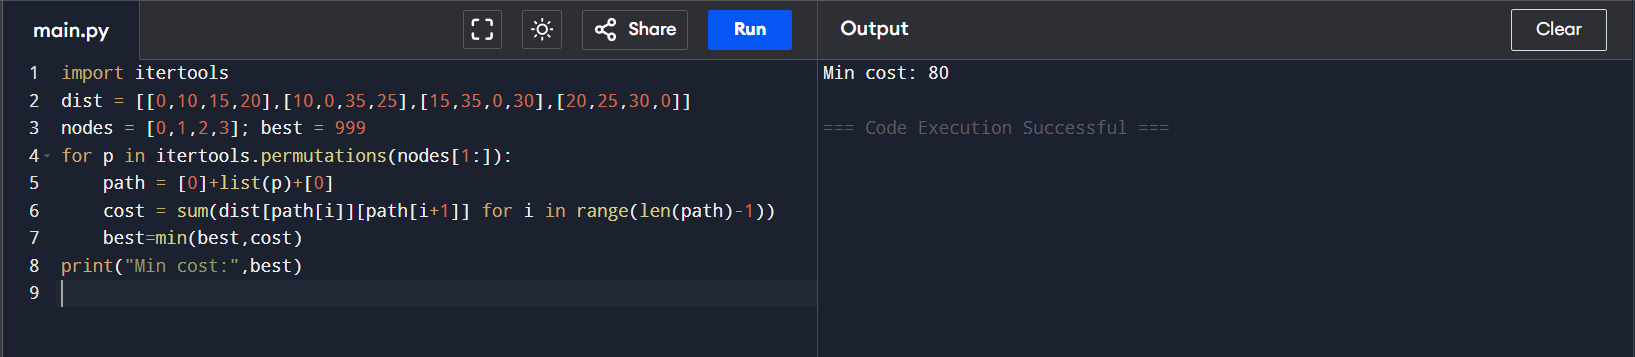 main.py
Share
Run
Output
Clear
1 import itertools
2 dist = [[0,10,15,20],[10,0,35,25],[15,35,0,30],[20,25,30,0]]
3 nodes = [0,1,2,3]; best = 999
4 for p in itertools.permutations(nodes[1:]):
5     path = [0]+list(p)+[0]
6     cost = sum(dist[path[i]][path[i+1]] for i in range(len(path)-1))
7     best=min(best,cost)
8 print("Min cost:",best)
9
Min cost: 80
=== Code Execution Successful ===